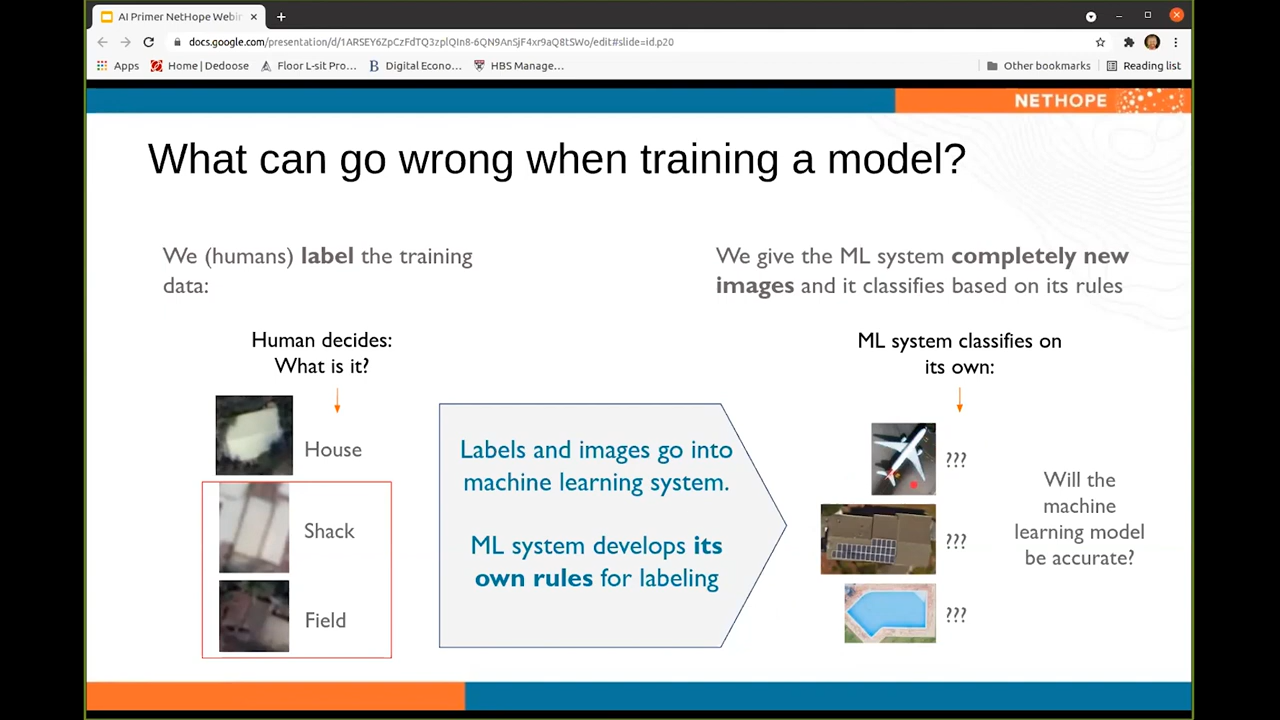 AI Primer NetHope Webin
docs.google.com/presentation/d/1ARSEY6ZpCzFdTQ3zplQIn8-6QN9AnSjF4xr9aQ8tSWo/edit#slide=id.p20
Apps
Home | Dedoose
Floor L-sit Pro...
Digital Econo...
HBS Manage...
Other bookmarks
Reading list
NETHOPE
What can go wrong when training a model?
We (humans) label the training
data:
We give the ML system completely new
images and it classifies based on its rules
Human decides:
What is it?
House
Shack
Field
Labels and images go into
machine learning system.
ML system develops its
own rules for labeling
ML system classifies on
its own:
???
???
???
Will the
machine
learning model
be accurate?